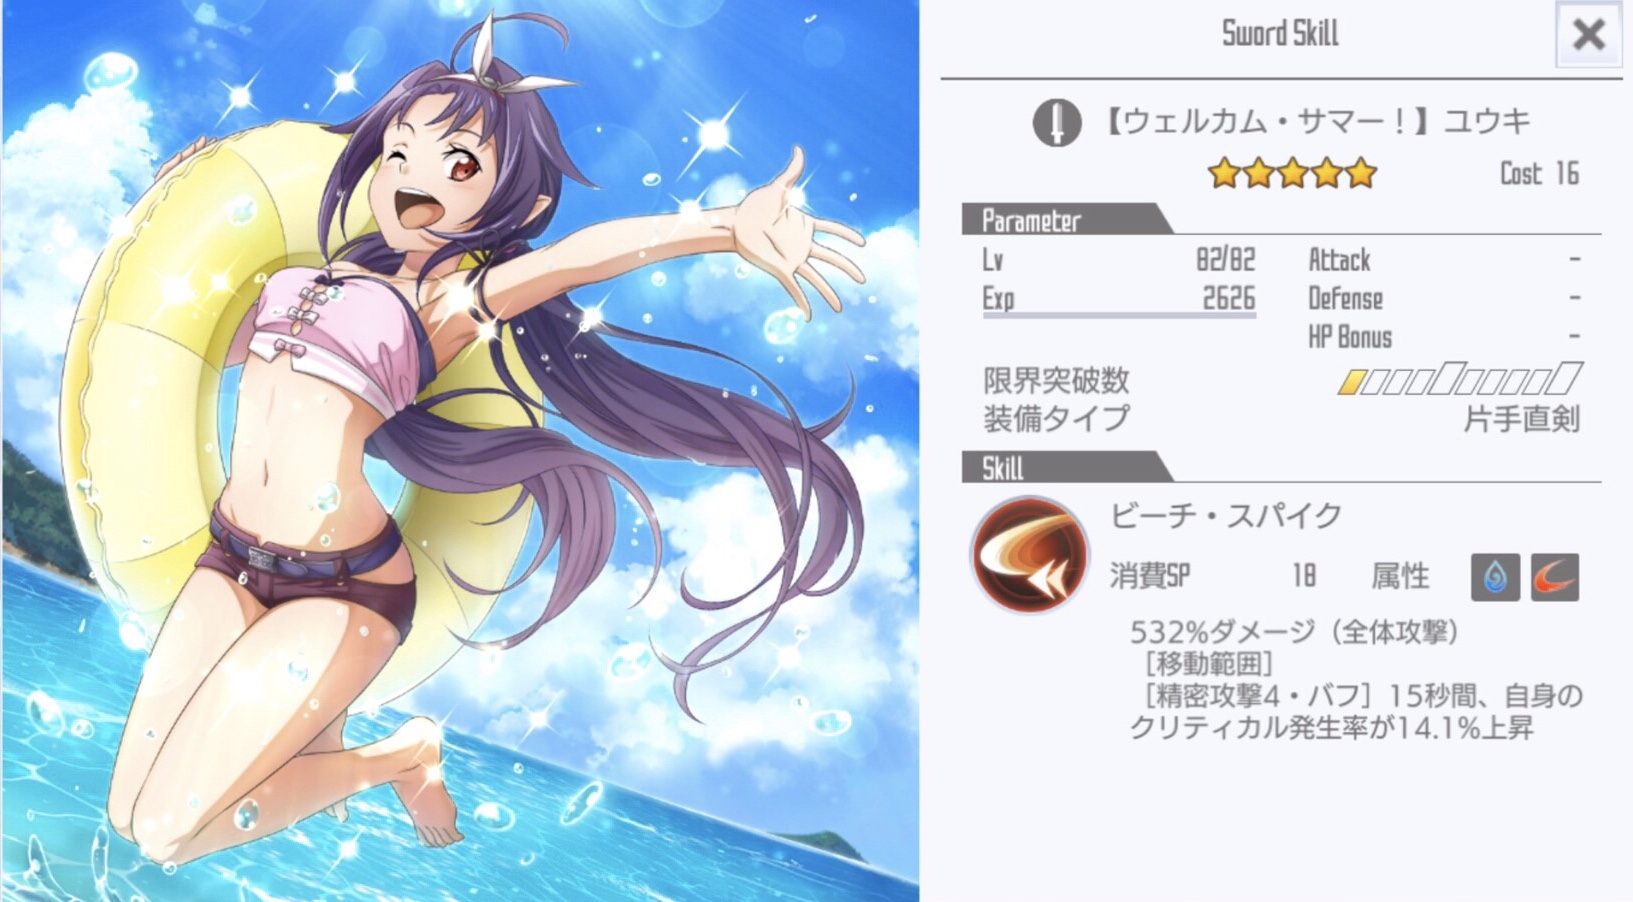 Sword Skill
【ウェルカム・サマー！】ユウキ
Cost 16
Parameter
Lv 82/82 Attack -
Exp 2626 Defense -
HP Bonus -
限界突破数
装備タイプ 片手直剣
Skill
ビーチ・スパイク
消費SP 18 属性
532%ダメージ（全体攻撃）
［移動範囲］
［精密攻撃4・バフ］15秒間、自身の
クリティカル発生率が14.1%上昇